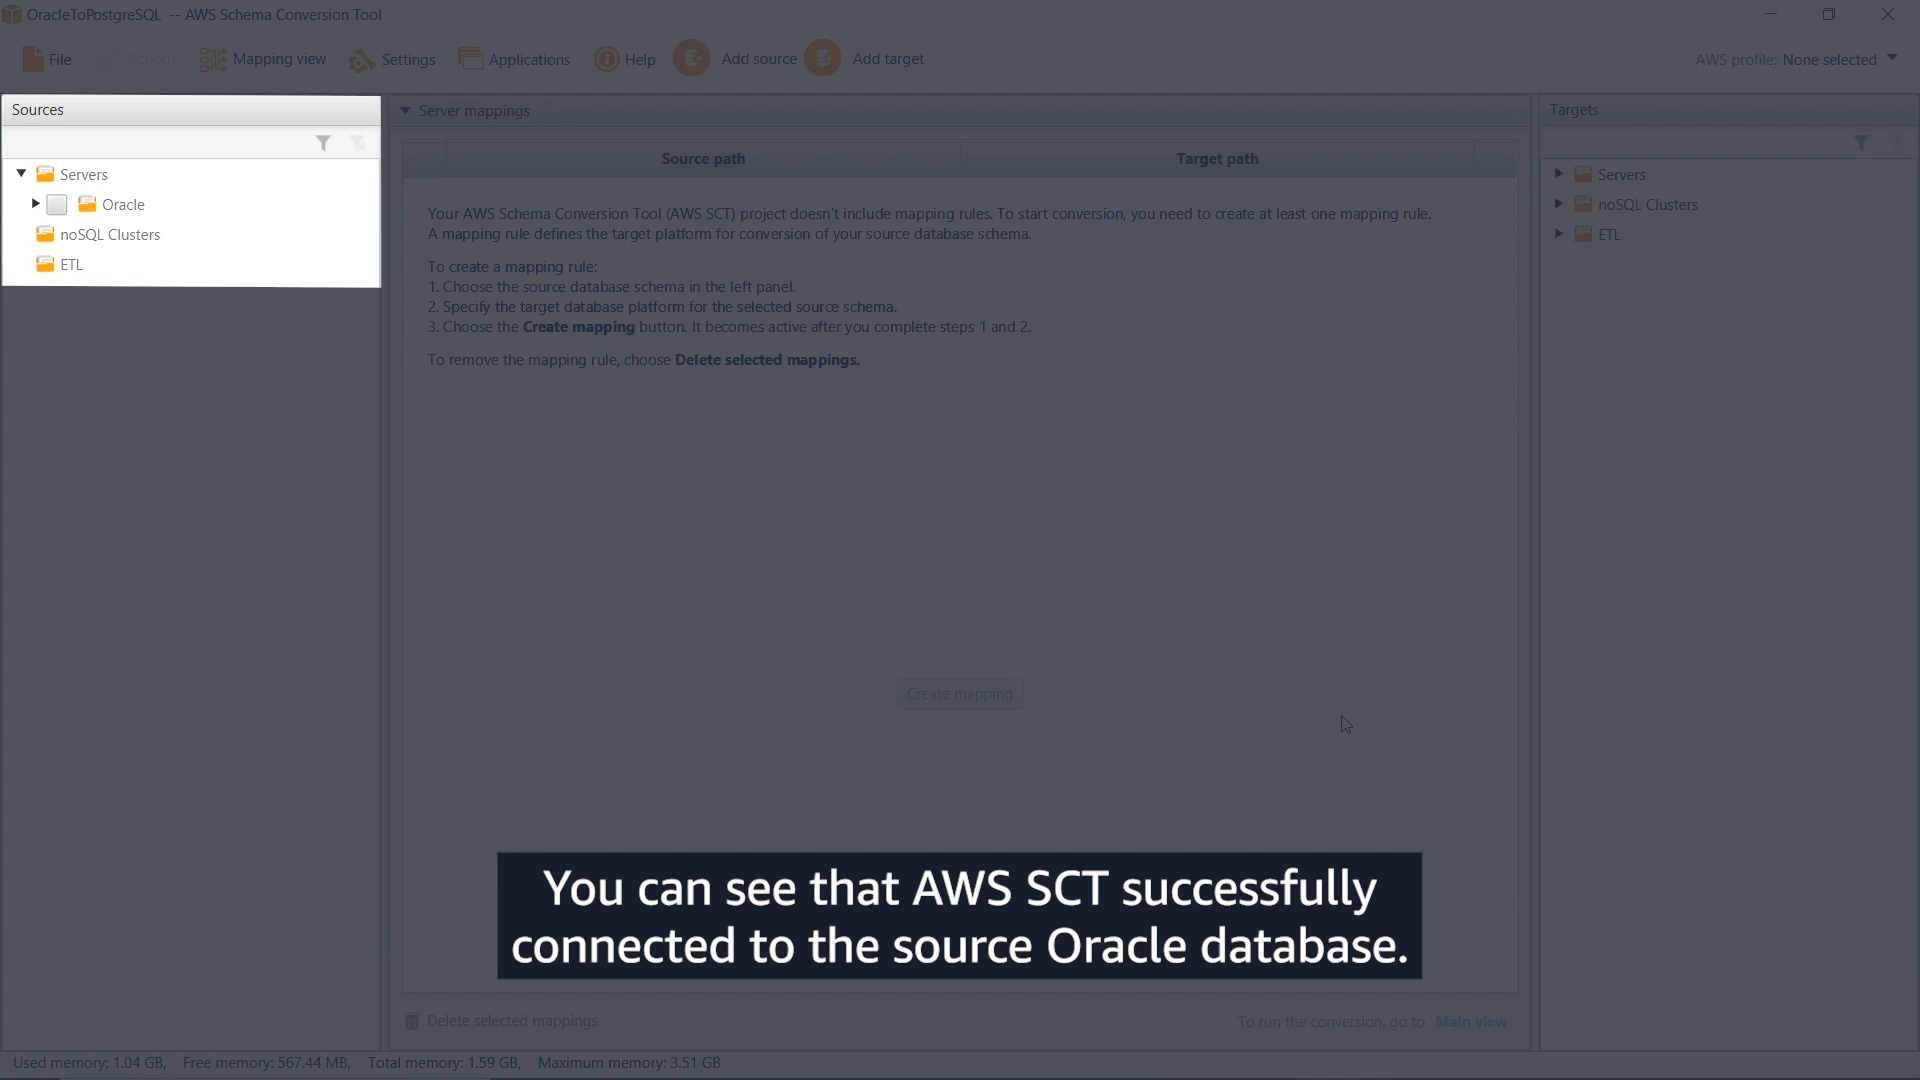 OracleToPostgreSQL -- AWS Schema Conversion Tool
File Actions Mapping view Settings Applications Help Add source Add target AWS profile: None selected
Sources
Servers
Oracle
noSQL Clusters
ETL
Server mappings
Source path Target path
Your AWS Schema Conversion Tool (AWS SCT) project doesn't include mapping rules. To start conversion, you need to create at least one mapping rule.
A mapping rule defines the target platform for conversion of your source database schema.
To create a mapping rule:
1. Choose the source database schema in the left panel.
2. Specify the target database platform for the selected source schema.
3. Choose the Create mapping button. It becomes active after you complete steps 1 and 2.
To remove the mapping rule, choose Delete selected mappings.
Create mapping
Targets
Servers
noSQL Clusters
ETL
You can see that AWS SCT successfully
connected to the source Oracle database.
Delete selected mappings To run the conversion, go to Main view
Used memory: 1.04 GB, Free memory: 567.44 MB, Total memory: 1.59 GB, Maximum memory: 3.51 GB